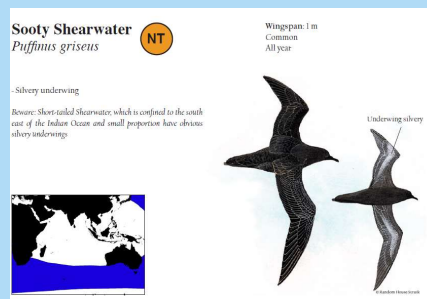 Sooty Shearwater
Puffinus griseus
NT
Wingspan: 1 m
Common
All year
- Silvery underwing
Beware: Short-tailed Shearwater, which is confined to the south
east of the Indian Ocean and small proportion have obvious
silvery underwings
Underwing silvery